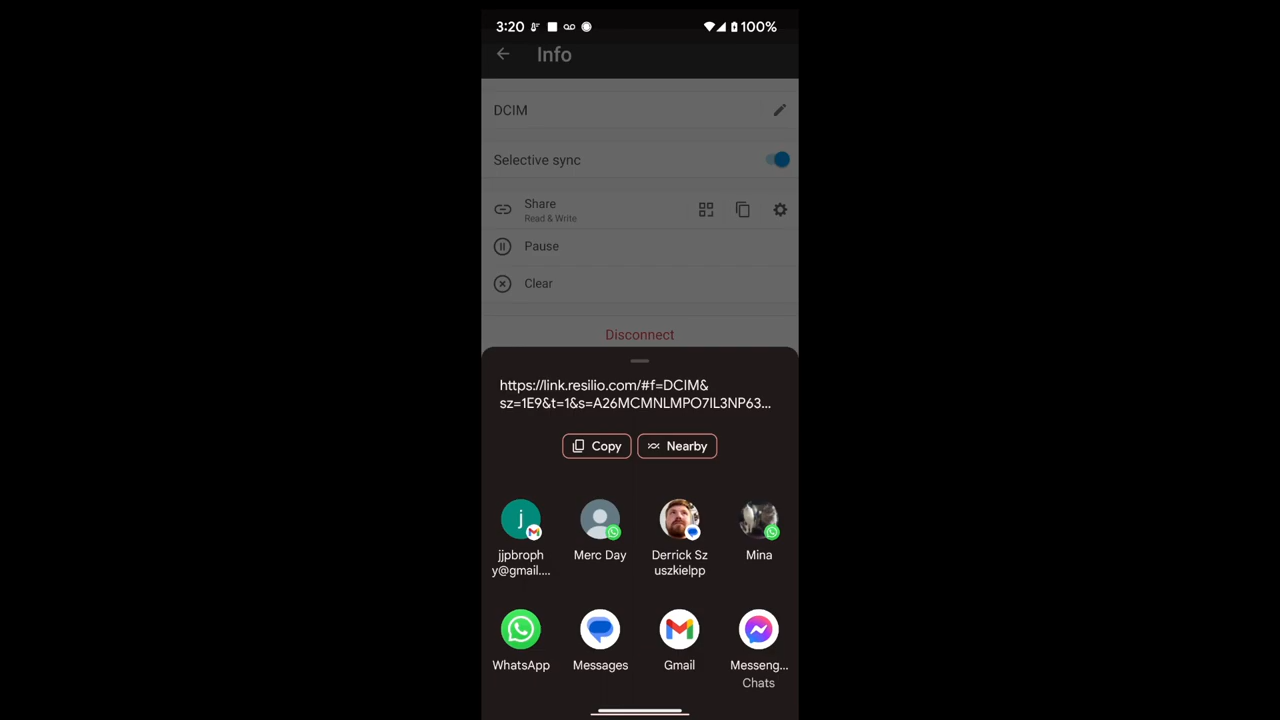 3:20
100%
Info
DCIM
Selective sync
Share
Read & Write
Pause
Clear
Disconnect
https://link.resilio.com/#f=DCIM&
sz=1E9&t=1&s=A26MCMNLMPO7IL3NP63...
Copy
Nearby
j
jjpbroph
y@gmail....
Merc Day
Derrick Sz
uszkielpp
Mina
WhatsApp
Messages
Gmail
Messeng...
Chats